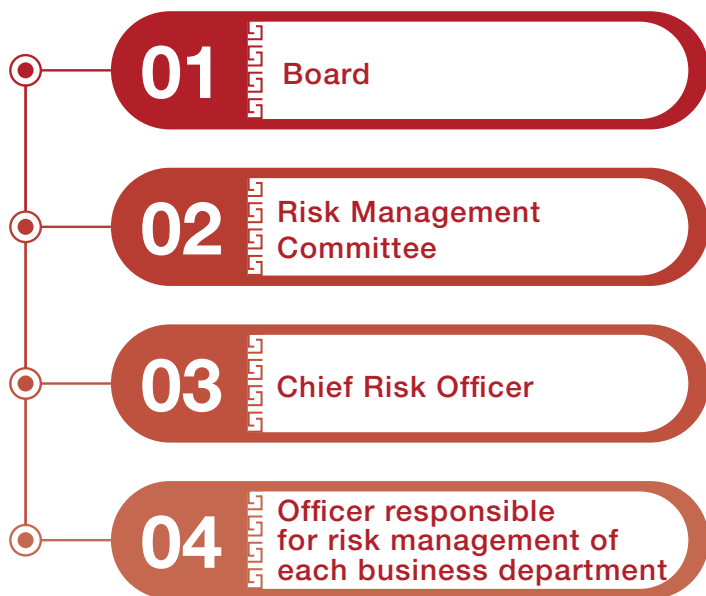 01
Board
02
Risk Management
Committee
03
Chief Risk Officer
04
Officer responsible
for risk management of
each business department